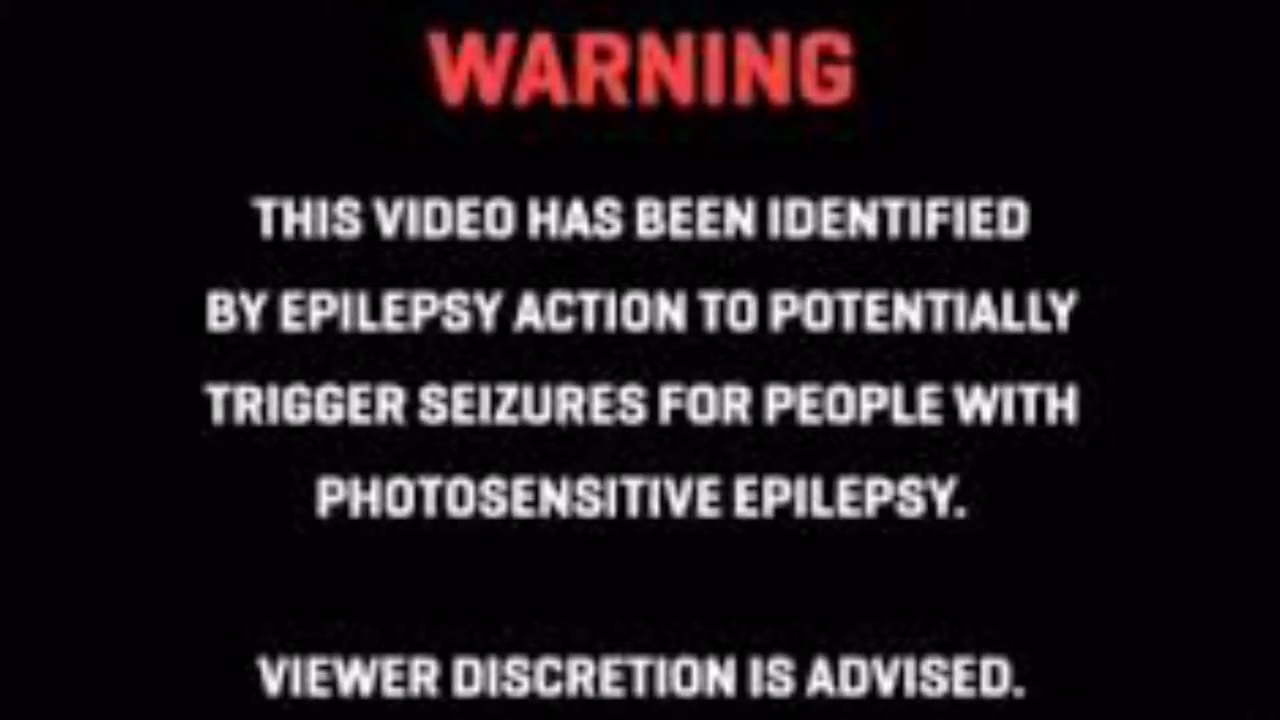 WARNING
THIS VIDEO HAS BEEN IDENTIFIED
BY EPILEPSY ACTION TO POTENTIALLY
TRIGGER SEIZURES FOR PEOPLE WITH
PHOTOSENSITIVE EPILEPSY.
VIEWER DISCRETION IS ADVISED.